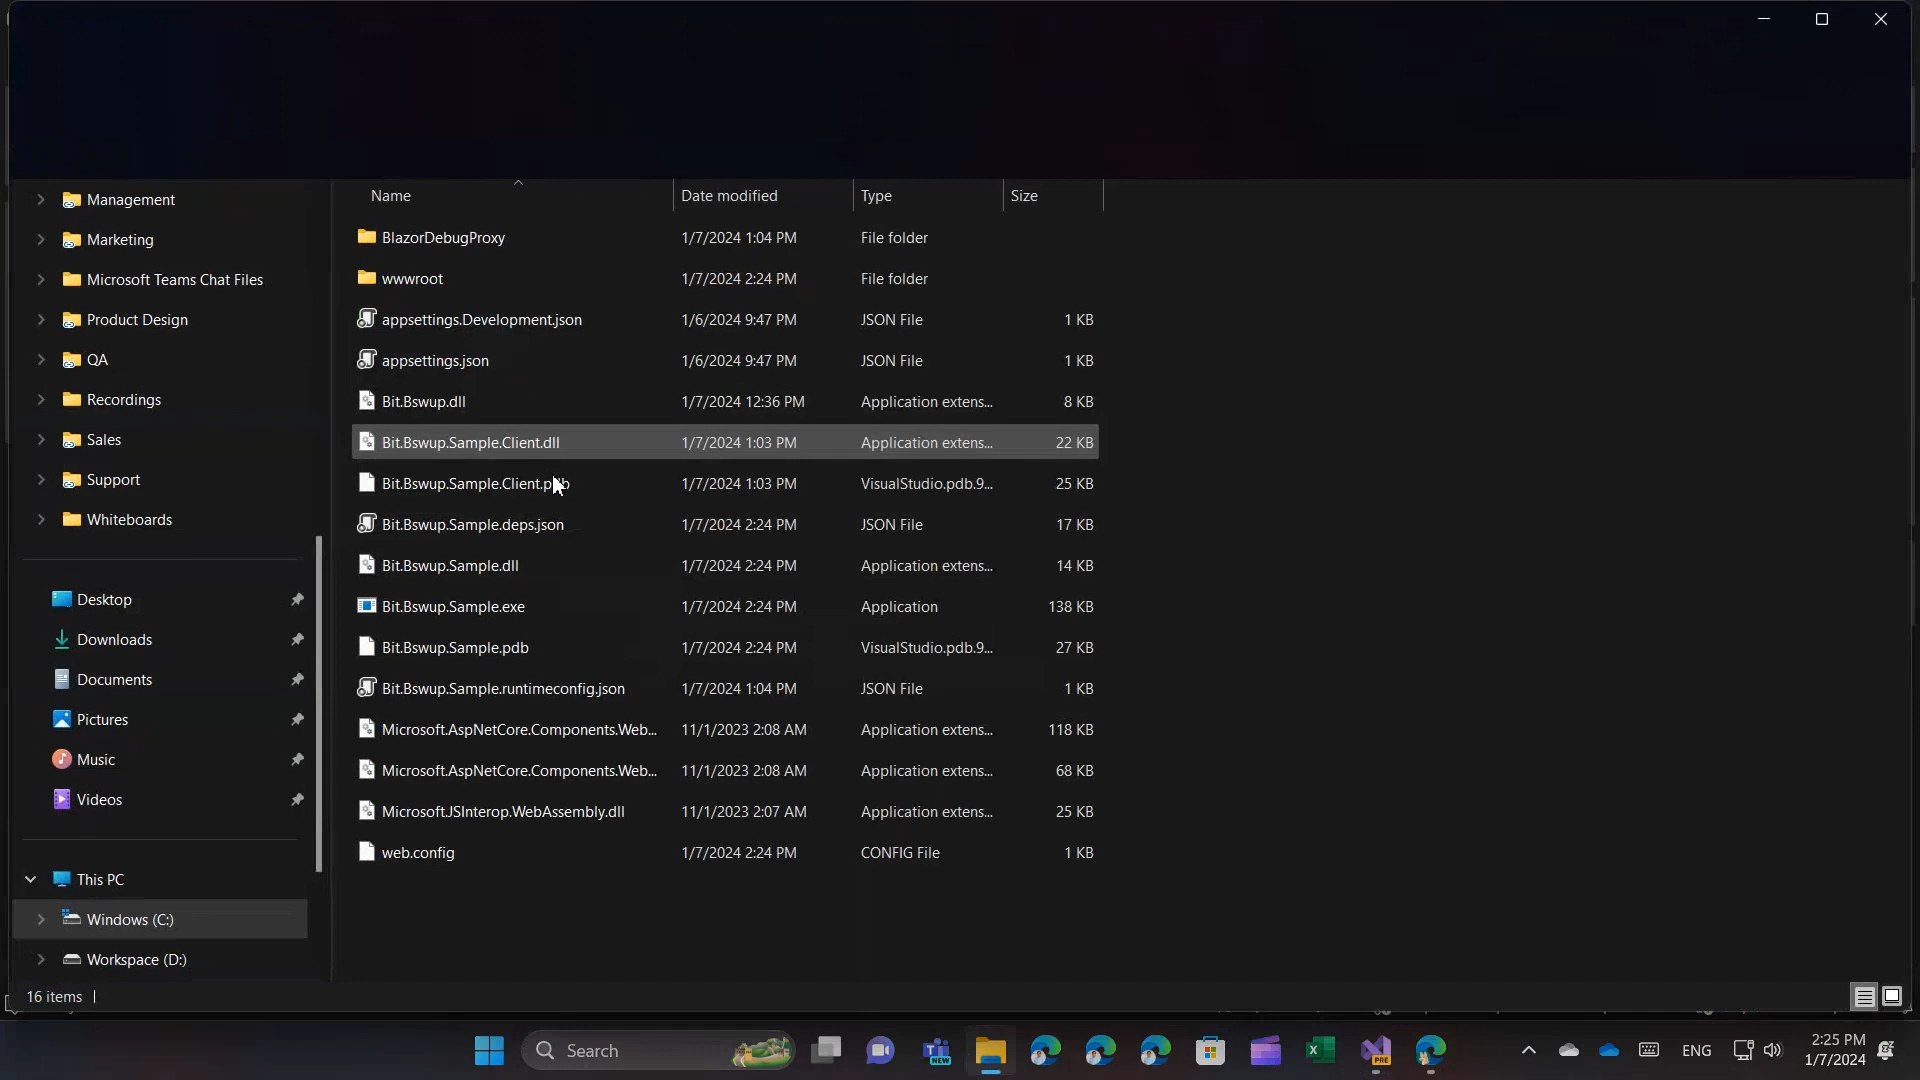 Management
Marketing
Microsoft Teams Chat Files
Product Design
QA
Recordings
Sales
Support
Whiteboards
Desktop
Downloads
Documents
Pictures
Music
Videos
This PC
Windows (C:)
Workspace (D:)
Name Date modified Type Size
BlazorDebugProxy 1/7/2024 1:04 PM File folder
wwwroot 1/7/2024 2:24 PM File folder
appsettings.Development.json 1/6/2024 9:47 PM JSON File 1 KB
appsettings.json 1/6/2024 9:47 PM JSON File 1 KB
Bit.Bswup.dll 1/7/2024 12:36 PM Application extens... 8 KB
Bit.Bswup.Sample.Client.dll 1/7/2024 1:03 PM Application extens... 22 KB
Bit.Bswup.Sample.Client.pdb 1/7/2024 1:03 PM VisualStudio.pdb.9... 25 KB
Bit.Bswup.Sample.deps.json 1/7/2024 2:24 PM JSON File 17 KB
Bit.Bswup.Sample.dll 1/7/2024 2:24 PM Application extens... 14 KB
Bit.Bswup.Sample.exe 1/7/2024 2:24 PM Application 138 KB
Bit.Bswup.Sample.pdb 1/7/2024 2:24 PM VisualStudio.pdb.9... 27 KB
Bit.Bswup.Sample.runtimeconfig.json 1/7/2024 1:04 PM JSON File 1 KB
Microsoft.AspNetCore.Components.Web... 11/1/2023 2:08 AM Application extens... 118 KB
Microsoft.AspNetCore.Components.Web... 11/1/2023 2:08 AM Application extens... 68 KB
Microsoft.JSInterop.WebAssembly.dll 11/1/2023 2:07 AM Application extens... 25 KB
web.config 1/7/2024 2:24 PM CONFIG File 1 KB
16 items
Search
NEW
PRE
ENG
2:25 PM
1/7/2024